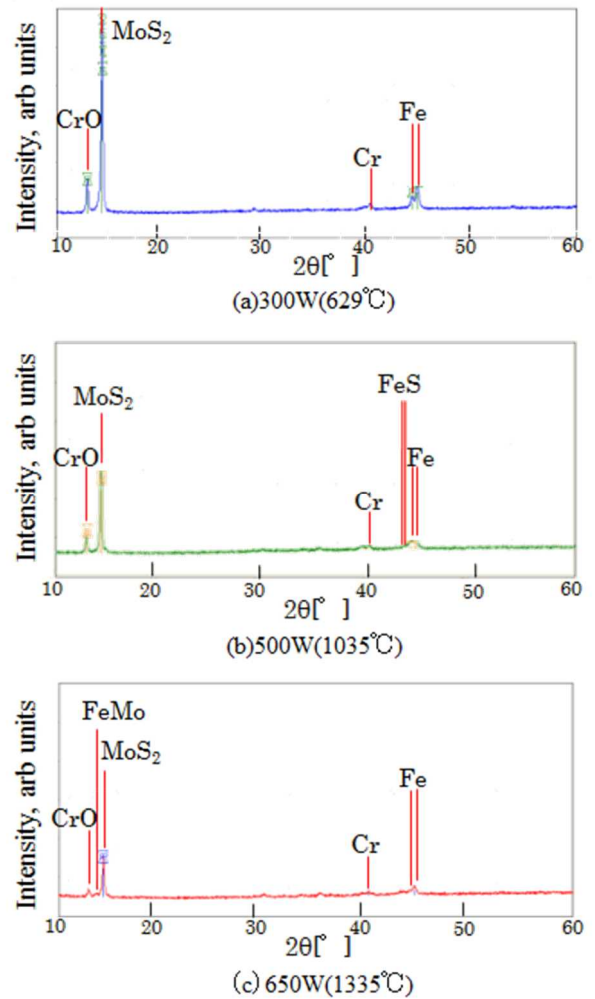 Intensity, arb units
MoS₂
CrO
Fe
Cr
10 20 30 40 50 60
2θ[°]
(a)300W(629℃)
Intensity, arb units
FeS
MoS₂
CrO
Fe
Cr
10 20 30 40 50 60
2θ[°]
(b)500W(1035℃)
Intensity, arb units
FeMo
MoS₂
Fe
CrO
Cr
10 20 30 40 50 60
2θ[°]
(c) 650W(1335℃)